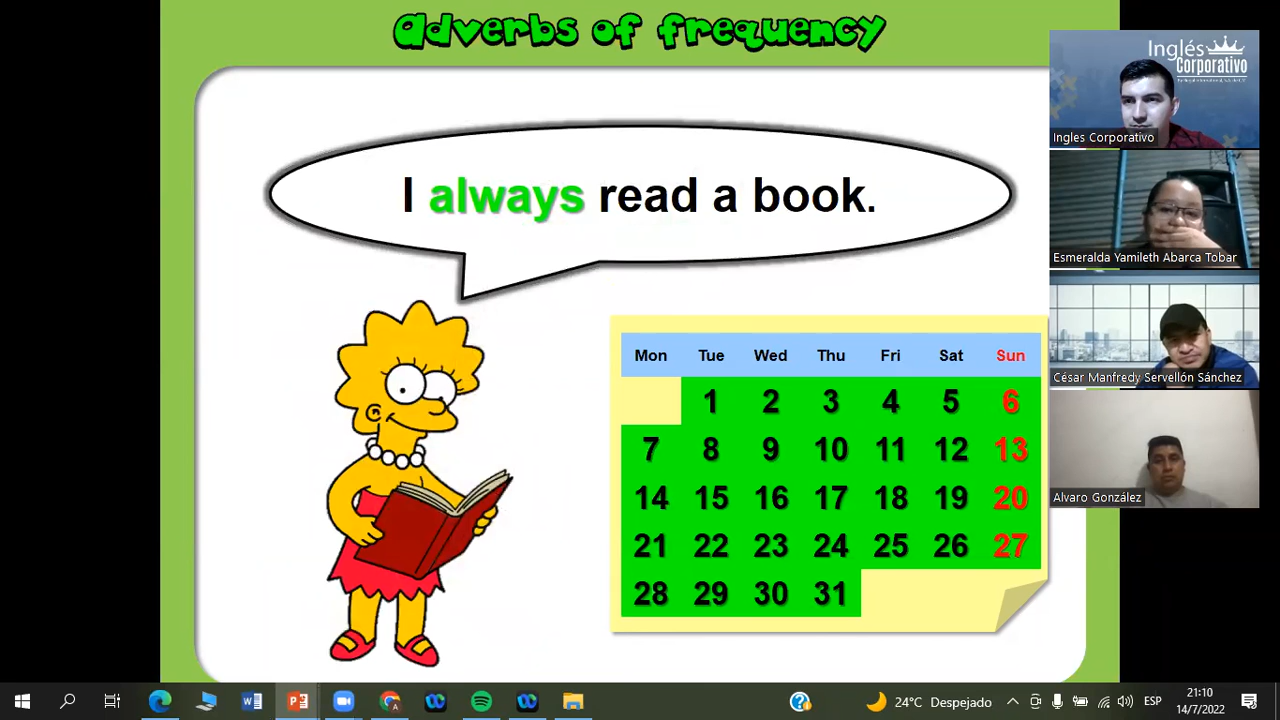 Adverbs of frequency
I always read a book.
Mon Tue Wed Thu Fri Sat Sun
1 2 3 4 5 6
7 8 9 10 11 12 13
14 15 16 17 18 19 20
21 22 23 24 25 26 27
28 29 30 31
Inglés
Corporativo
Ingles Corporativo
Esmeralda Yamileth Abarca Tobar
César Manfredy Servellón Sánchez
Alvaro González
24°C Despejado
ESP
21:10
14/7/2022